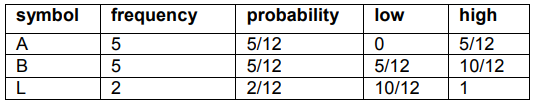 symbol frequency probability low high
A 5 5/12 0 5/12
B 5 5/12 5/12 10/12
L 2 2/12 10/12 1